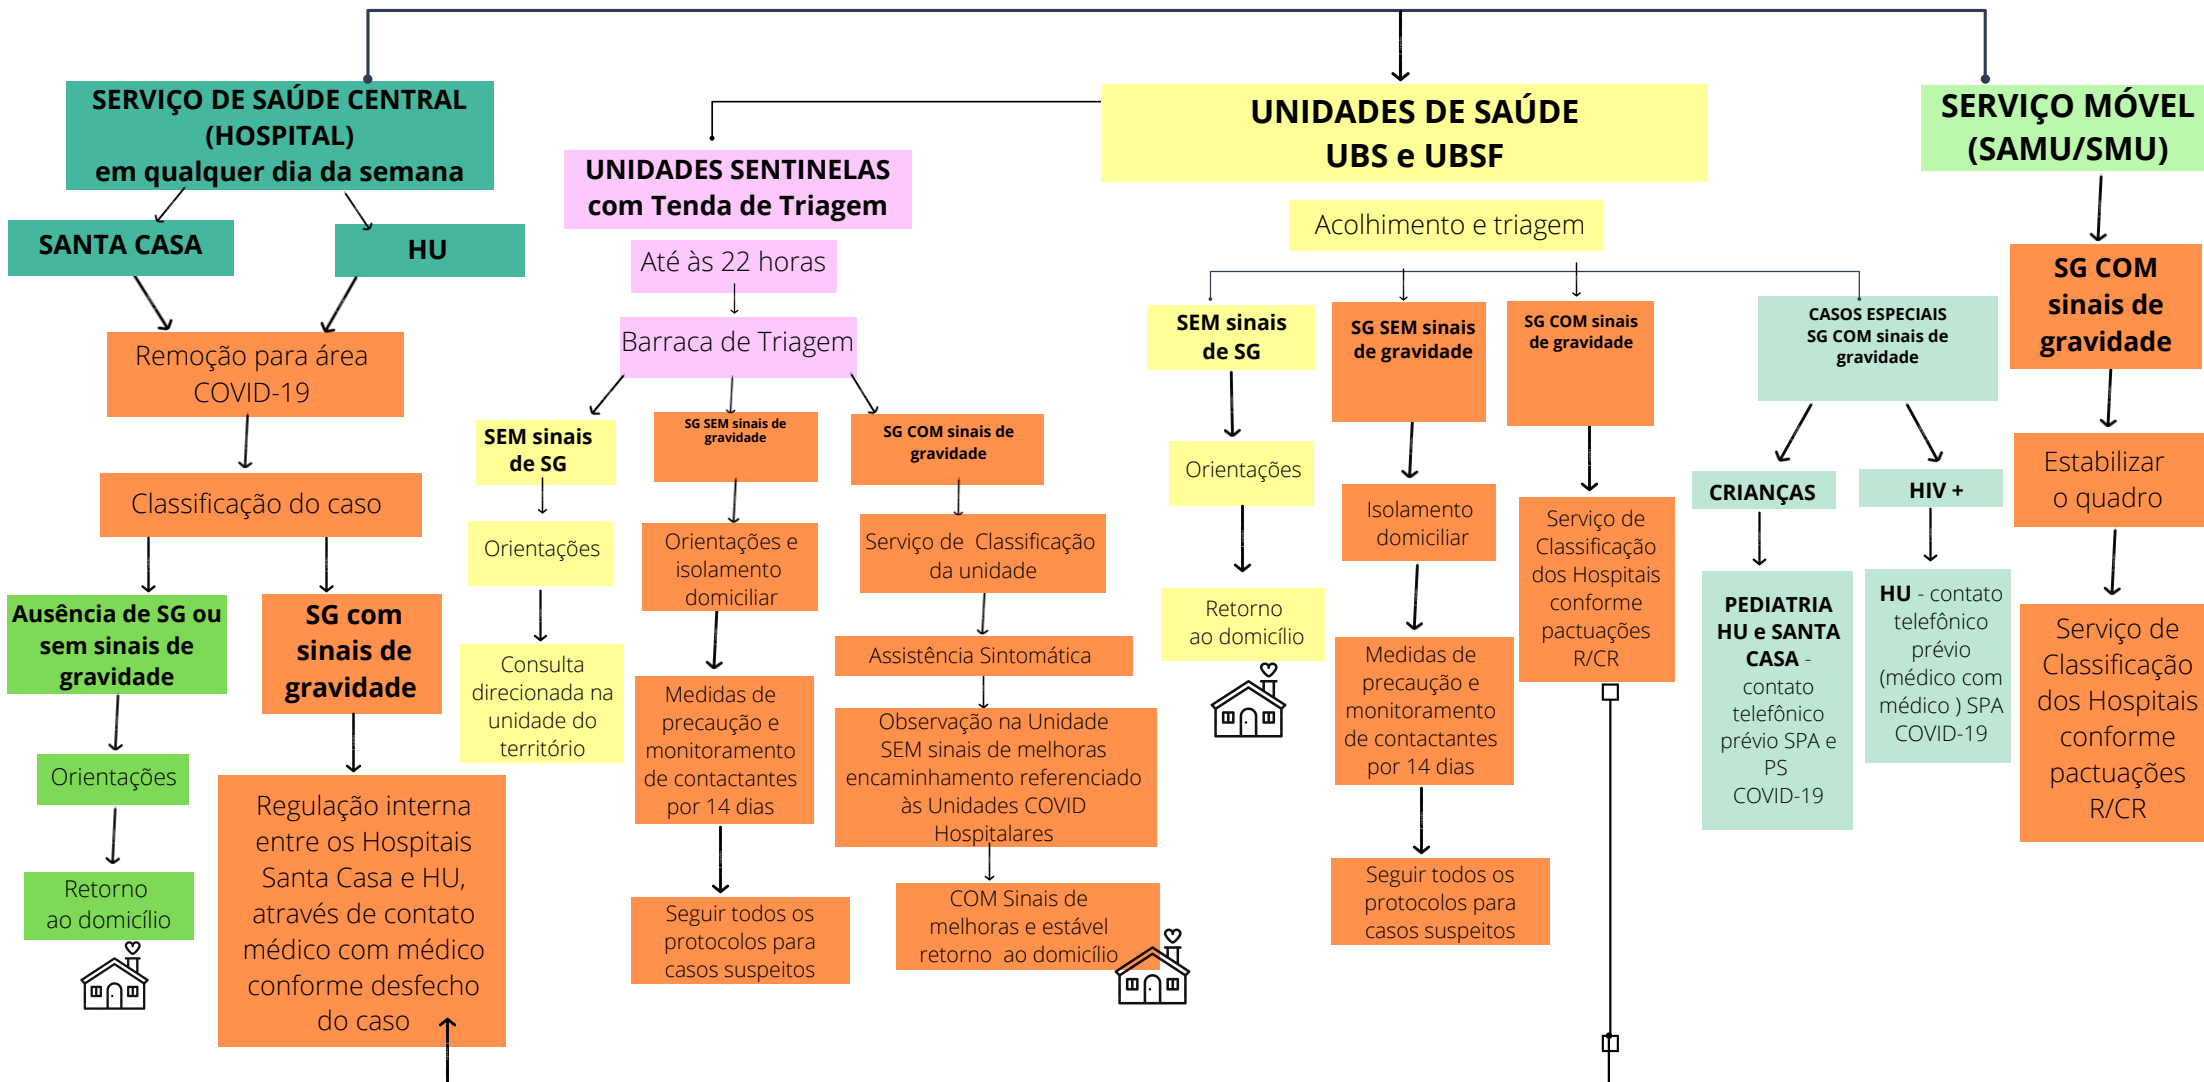 SERVIÇO DE SAÚDE CENTRAL
(HOSPITAL)
em qualquer dia da semana
SANTA CASA
HU
Remoção para área
COVID-19
Classificação do caso
Ausência de SG ou
sem sinais de
gravidade
Orientações
Retorno
ao domicílio
SG com
sinais de
gravidade
Regulação interna
entre os Hospitais
Santa Casa e HU,
através de contato
médico com médico
conforme desfecho
do caso
UNIDADES SENTINELAS
com Tenda de Triagem
Até às 22 horas
Barraca de Triagem
SEM sinais
de SG
Orientações
Consulta
direcionada na
unidade do
território
SG SEM sinais de
gravidade
Orientações e
isolamento
domiciliar
Medidas de
precaução e
monitoramento
de contactantes
por 14 dias
Seguir todos os
protocolos para
casos suspeitos
SG COM sinais de
gravidade
Serviço de Classificação
da unidade
Assistência Sintomática
Observação na Unidade
SEM sinais de melhoras
encaminhamento referenciado
às Unidades COVID
Hospitalares
COM Sinais de
melhoras e estável
retorno ao domicílio
UNIDADES DE SAÚDE
UBS e UBSF
Acolhimento e triagem
SEM sinais
de SG
Orientações
Retorno
ao domicílio
SG SEM sinais
de gravidade
Isolamento
domiciliar
Medidas de
precaução e
monitoramento
de contactantes
por 14 dias
Seguir todos os
protocolos para
casos suspeitos
SG COM sinais
de gravidade
Serviço de
Classificação
dos Hospitais
conforme
pactuações
R/CR
CASOS ESPECIAIS
SG COM sinais de
gravidade
CRIANÇAS
PEDIATRIA
HU e SANTA
CASA -
contato
telefônico
prévio SPA e
PS
COVID-19
HIV +
HU - contato
telefônico
prévio
(médico com
médico ) SPA
COVID-19
SERVIÇO MÓVEL
(SAMU/SMU)
SG COM
sinais de
gravidade
Estabilizar
o quadro
Serviço de
Classificação
dos Hospitais
conforme
pactuações
R/CR